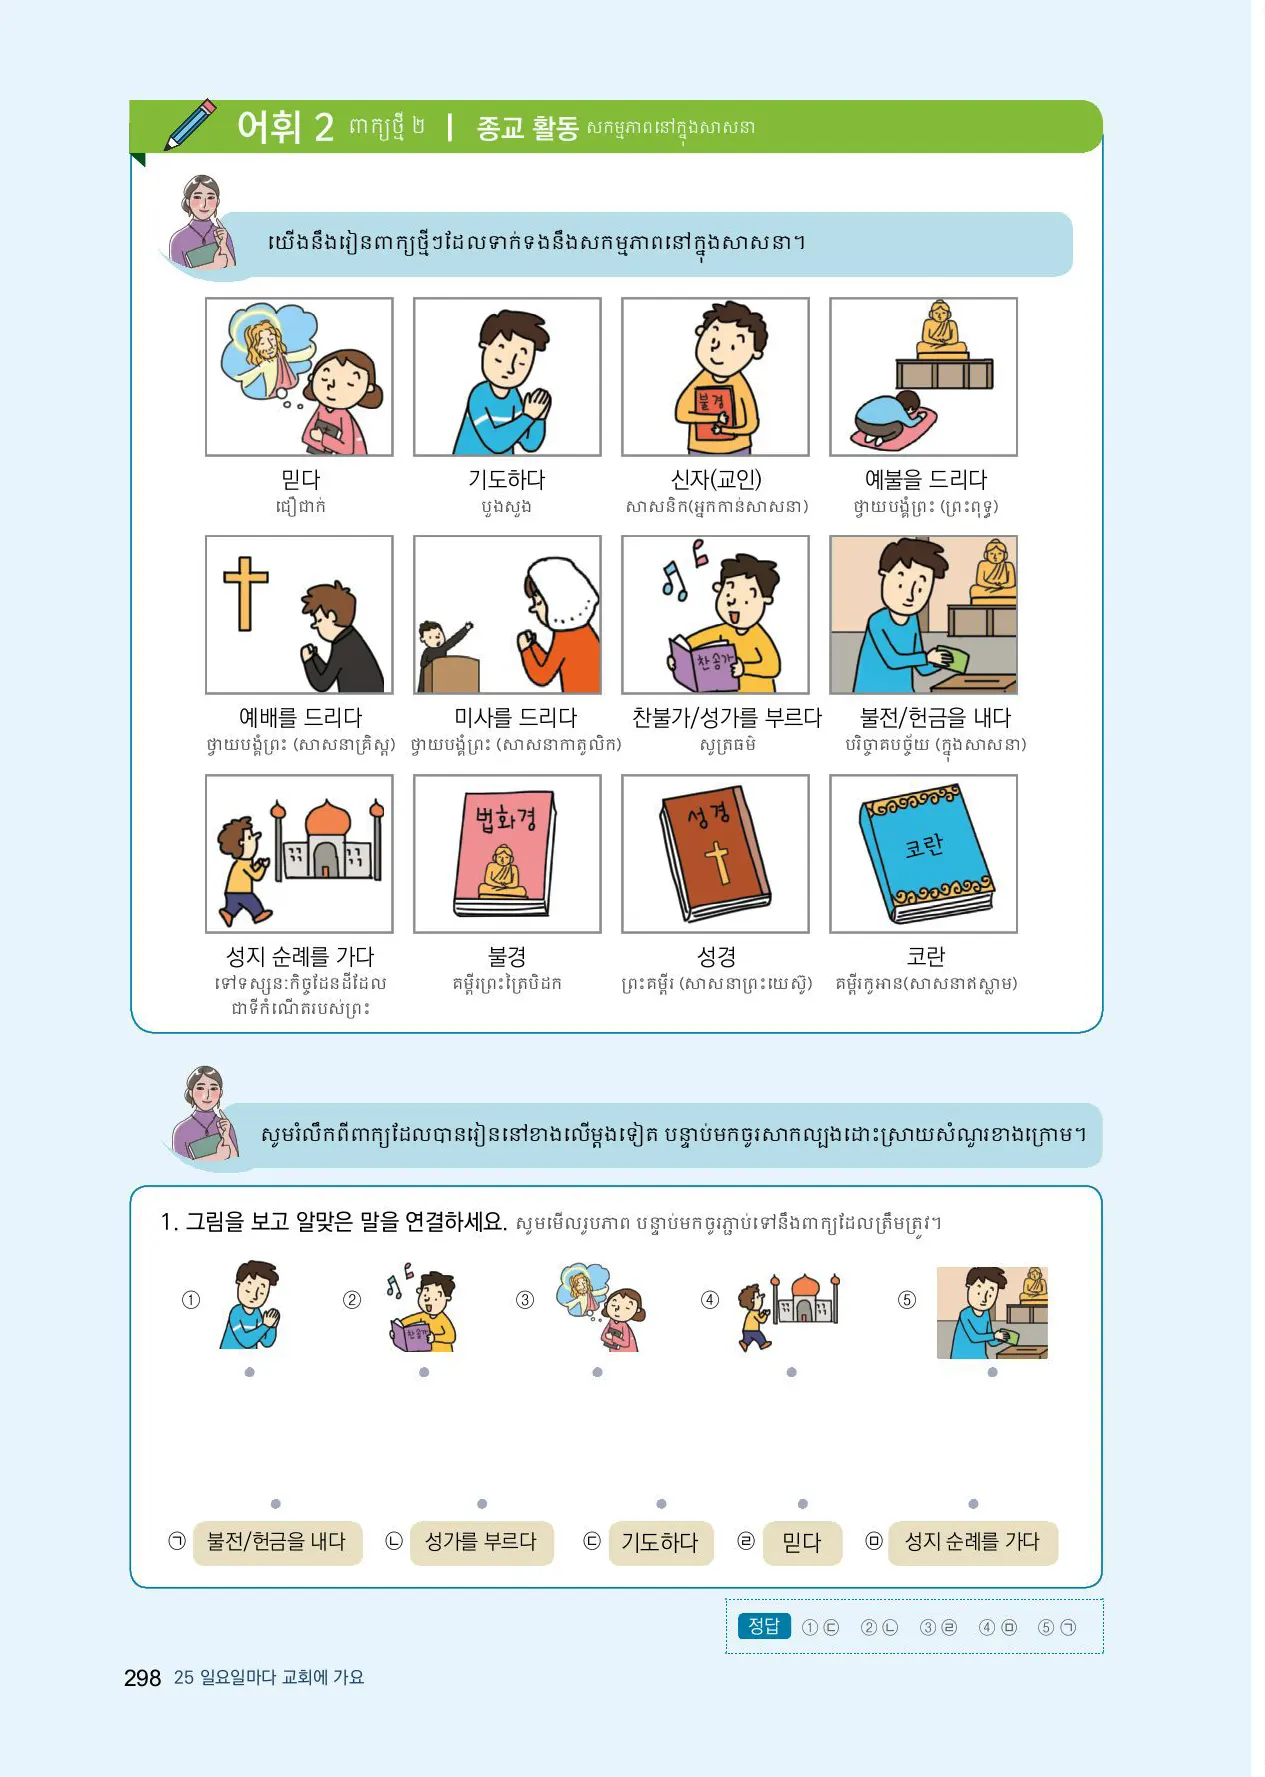 어휘 2 ពាក្យថ្មី ២ | 종교 활동 សកម្មភាពនៅក្នុងសាសនា
យើងនឹងរៀនពាក្យថ្មីៗដែលទាក់ទងនឹងសកម្មភាពនៅក្នុងសាសនា។
불경
믿다 기도하다 신자(교인) 예불을 드리다
ជឿជាក់ បួងសួង សាសនិក(អ្នកកាន់សាសនា) ថ្វាយបង្គំព្រះ (ព្រះពុទ្ធ)
찬송가
예배를 드리다 미사를 드리다 찬불가/성가를 부르다 불전/헌금을 내다
ថ្វាយបង្គំព្រះ (សាសនាគ្រិស្ត) ថ្វាយបង្គំព្រះ (សាសនាកាតូលិក) សូត្រធម៌ បរិច្ចាគបច្ច័យ (ក្នុងសាសនា)
법화경 성경 코란
성지 순례를 가다 불경 성경 코란
ទៅទស្សនៈកិច្ចដែនដីដែល គម្ពីរព្រះត្រៃបិដក ព្រះគម្ពីរ (សាសនាព្រះយេស៊ូ) គម្ពីរកូអាន(សាសនាឥស្លាម)
ជាទីកំណើតរបស់ព្រះ
សូមរំលឹកពីពាក្យដែលបានរៀននៅខាងលើម្តងទៀត បន្ទាប់មកចូរសាកល្បងដោះស្រាយសំណួរខាងក្រោម។
1. 그림을 보고 알맞은 말을 연결하세요. សូមមើលរូបភាព បន្ទាប់មកចូរភ្ជាប់ទៅនឹងពាក្យដែលត្រឹមត្រូវ។
① ② ③ ④ ⑤
찬송가
㉠ 불전/헌금을 내다 ㉡ 성가를 부르다 ㉢ 기도하다 ㉣ 믿다 ㉤ 성지 순례를 가다
정답 ①㉢ ②㉡ ③㉣ ④㉤ ⑤㉠
298 25 일요일마다 교회에 가요